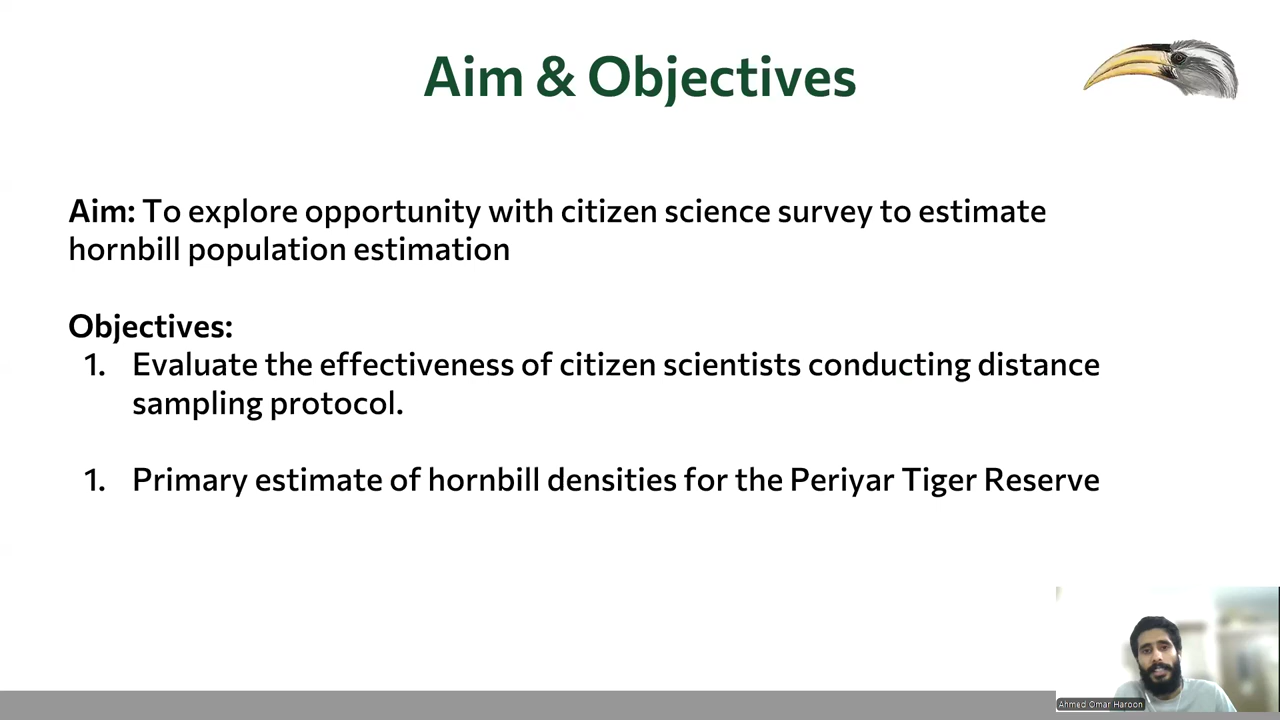 Aim & Objectives
Aim: To explore opportunity with citizen science survey to estimate
hornbill population estimation
Objectives:
1. Evaluate the effectiveness of citizen scientists conducting distance
sampling protocol.
1. Primary estimate of hornbill densities for the Periyar Tiger Reserve
Ahmed Omar Haroon